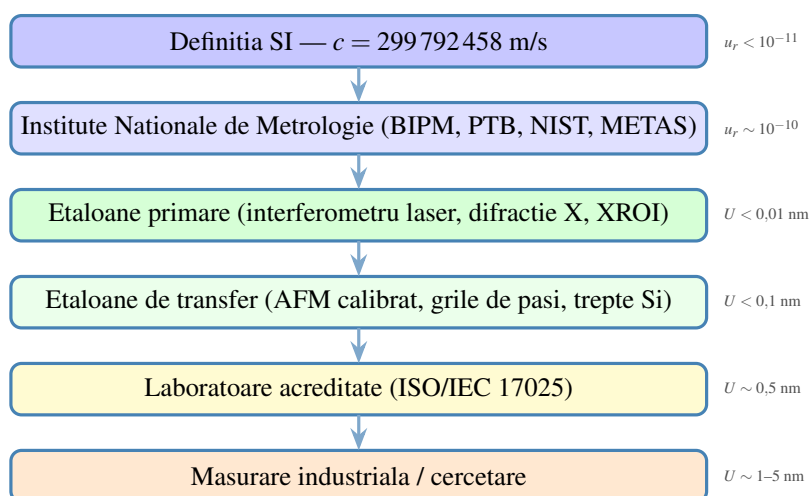 Definitia SI — c = 299 792 458 m/s
u_r < 10^{−11}
Institute Nationale de Metrologie (BIPM, PTB, NIST, METAS)
u_r ∼ 10^{−10}
Etaloane primare (interferometru laser, difractie X, XROI)
U < 0,01 nm
Etaloane de transfer (AFM calibrat, grile de pasi, trepte Si)
U < 0,1 nm
Laboratoare acreditate (ISO/IEC 17025)
U ∼ 0,5 nm
Masurare industriala / cercetare
U ∼ 1–5 nm